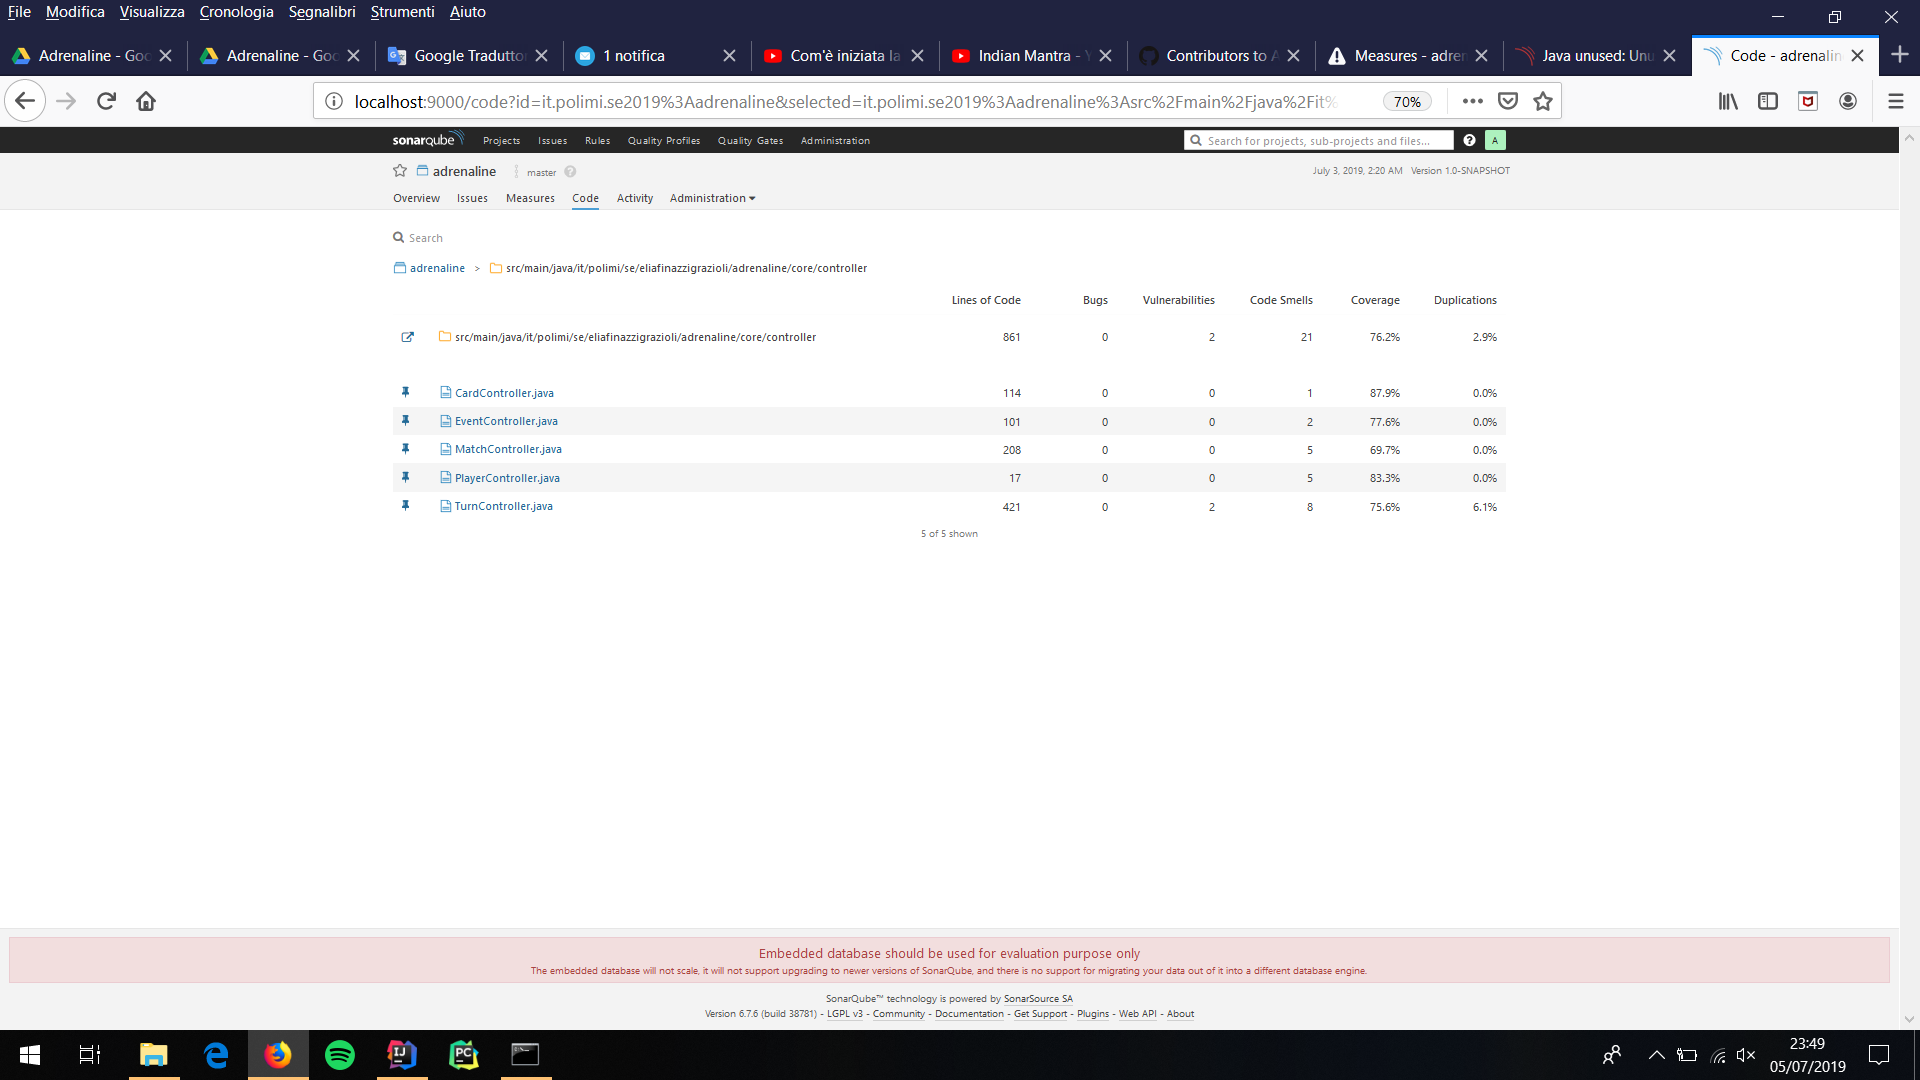 File Modifica Visualizza Cronologia Segnalibri Strumenti Aiuto
Adrenaline - Goo Adrenaline - Goo Google Traduttor 1 notifica Com'è iniziata la Indian Mantra - Y Contributors to A Measures - adren Java unused: Unu Code - adrenalin
localhost:9000/code?id=it.polimi.se2019%3Aadrenaline&selected=it.polimi.se2019%3Aadrenaline%3Asrc%2Fmain%2Fjava%2Fit% 70%
sonarqube Projects Issues Rules Quality Profiles Quality Gates Administration Search for projects, sub-projects and files... ? A
adrenaline master ? July 3, 2019, 2:20 AM Version 1.0-SNAPSHOT
Overview Issues Measures Code Activity Administration
Search
adrenaline > src/main/java/it/polimi/se/eliafinazzigrazioli/adrenaline/core/controller
Lines of Code Bugs Vulnerabilities Code Smells Coverage Duplications
src/main/java/it/polimi/se/eliafinazzigrazioli/adrenaline/core/controller 861 0 2 21 76.2% 2.9%
CardController.java 114 0 0 1 87.9% 0.0%
EventController.java 101 0 0 2 77.6% 0.0%
MatchController.java 208 0 0 5 69.7% 0.0%
PlayerController.java 17 0 0 5 83.3% 0.0%
TurnController.java 421 0 2 8 75.6% 6.1%
5 of 5 shown
Embedded database should be used for evaluation purpose only
The embedded database will not scale, it will not support upgrading to newer versions of SonarQube, and there is no support for migrating your data out of it into a different database engine.
SonarQube™ technology is powered by SonarSource SA
Version 6.7.6 (build 38781) - LGPL v3 - Community - Documentation - Get Support - Plugins - Web API - About
IJ PC
23:49
05/07/2019